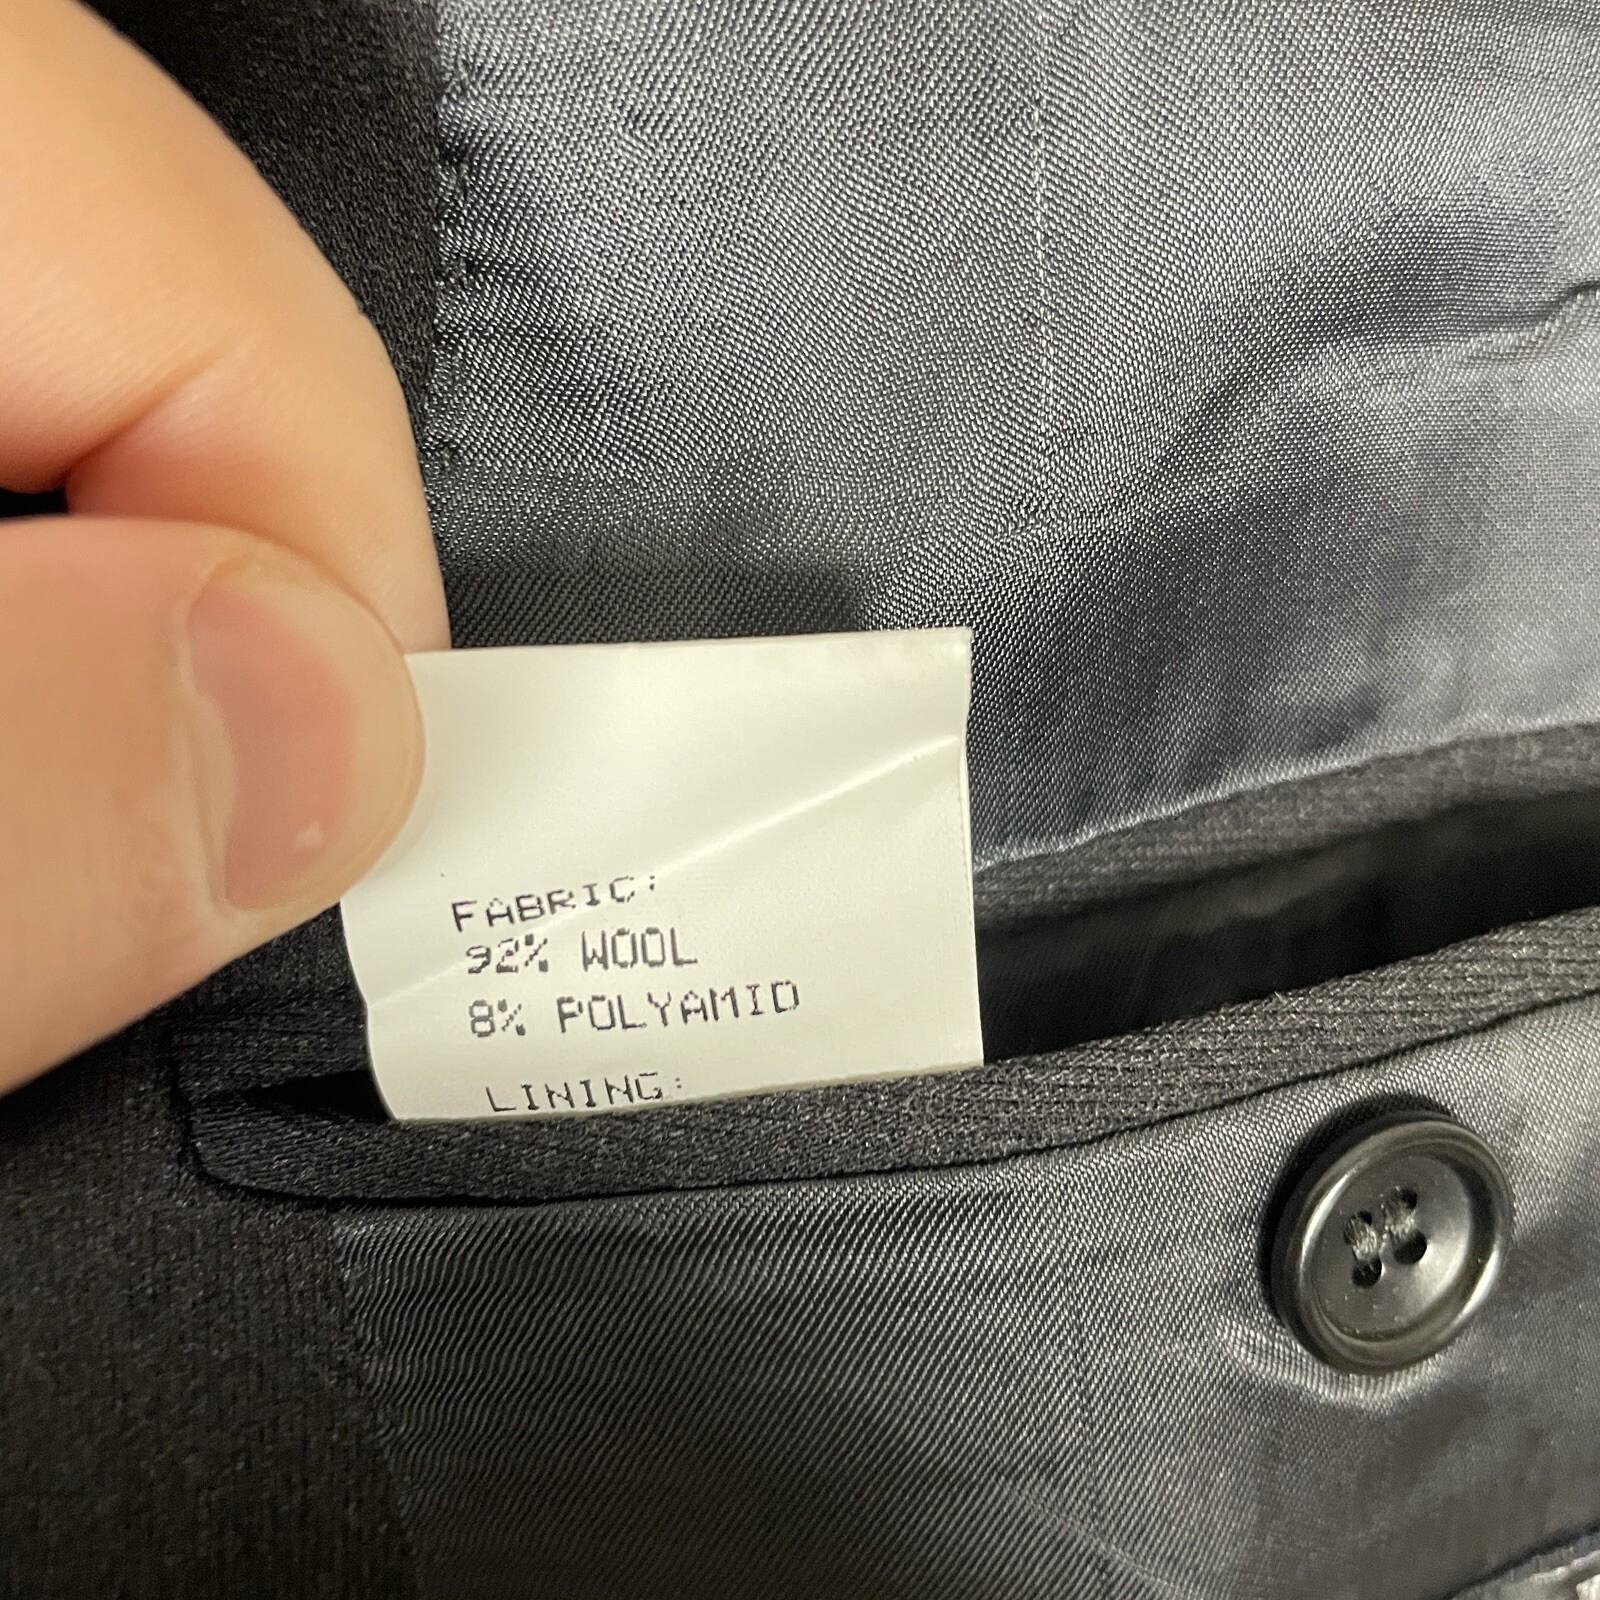 FABRIC:
92% WOOL
8% POLYAMID
LINING: